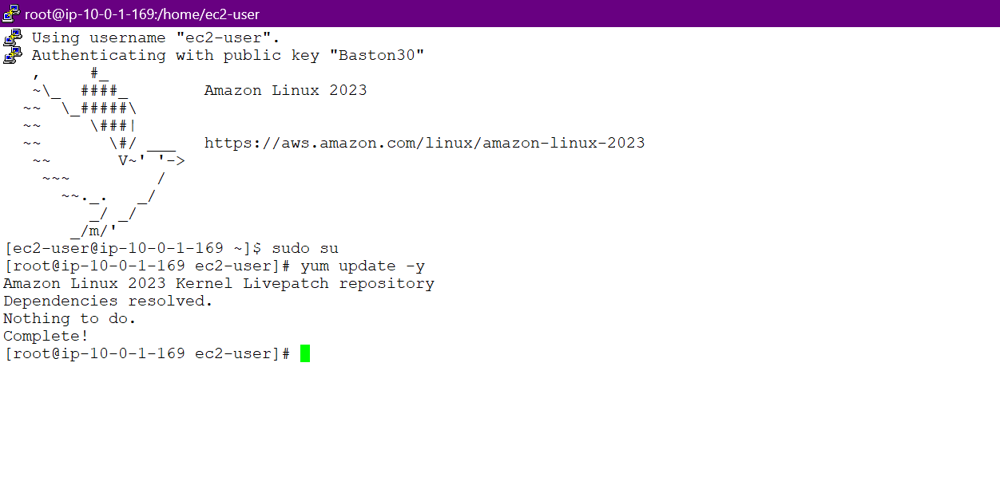 root@ip-10-0-1-169:/home/ec2-user
Using username "ec2-user".
Authenticating with public key "Baston30"
   ,     #_
   ~\_  ####_        Amazon Linux 2023
  ~~  \_#####\
  ~~     \###|
  ~~       \#/ ___   https://aws.amazon.com/linux/amazon-linux-2023
   ~~       V~' '->
    ~~~         /
      ~~._.   _/
         _/ _/
       _/m/'
[ec2-user@ip-10-0-1-169 ~]$ sudo su
[root@ip-10-0-1-169 ec2-user]# yum update -y
Amazon Linux 2023 Kernel Livepatch repository
Dependencies resolved.
Nothing to do.
Complete!
[root@ip-10-0-1-169 ec2-user]#